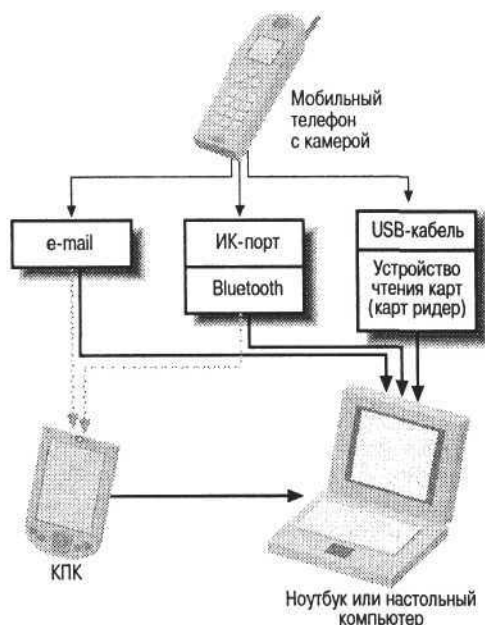 Мобильный
телефон
с камерой
e-mail
ИК-порт
Bluetooth
USB-кабель
Устройство
чтения карт
(карт ридер)
КПК
Ноутбук или настольный
компьютер